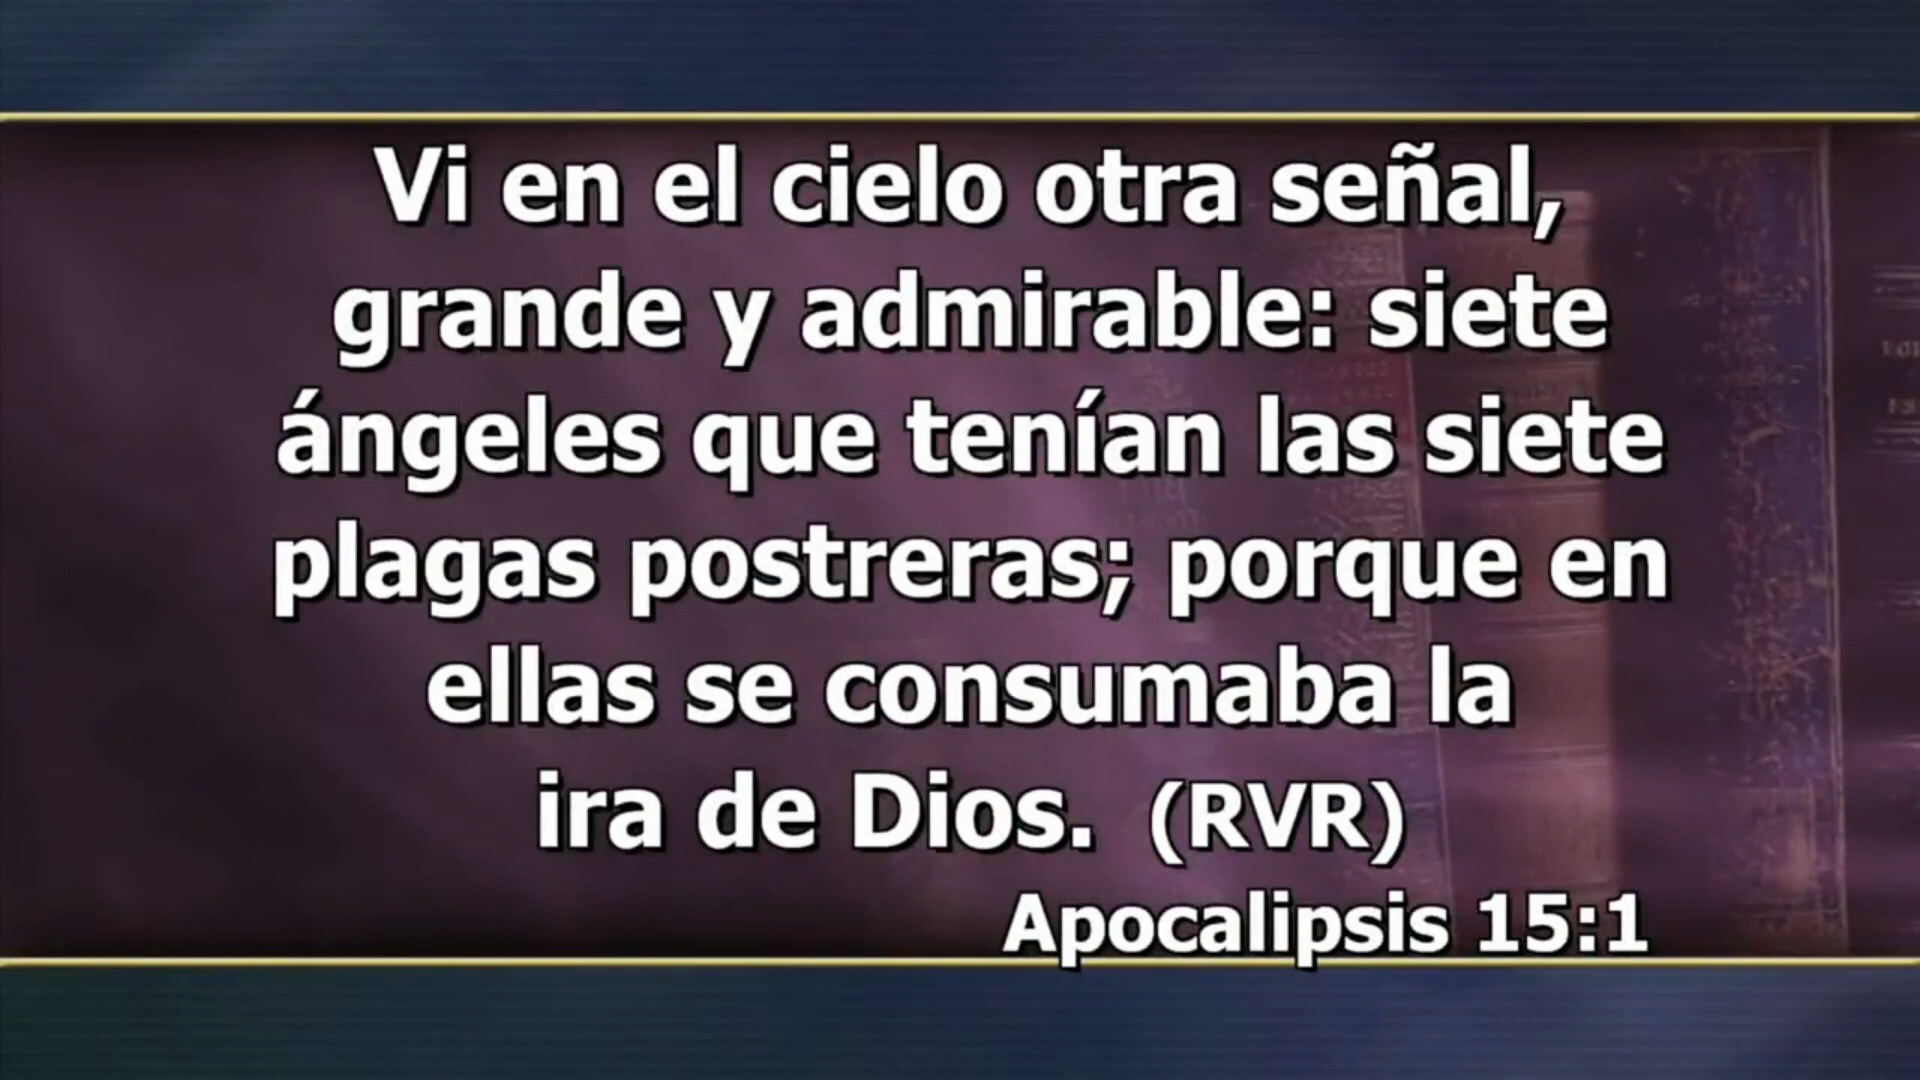 Vi en el cielo otra señal,
grande y admirable: siete
ángeles que tenían las siete
plagas postreras; porque en
ellas se consumaba la
ira de Dios. (RVR)
Apocalipsis 15:1